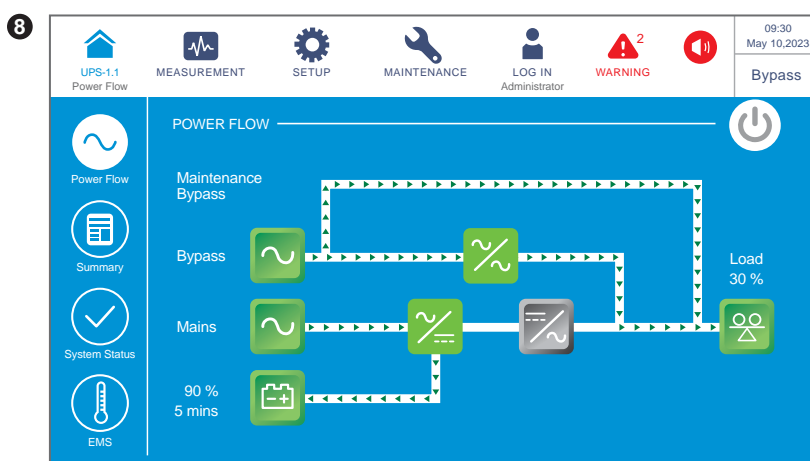 8
09:30
May 10,2023
Bypass
UPS-1.1
Power Flow
MEASUREMENT
SETUP
MAINTENANCE
LOG IN
Administrator
2
WARNING
POWER FLOW
Power Flow
Summary
System Status
EMS
Maintenance
Bypass
Bypass
Mains
90 %
5 mins
Load
30 %